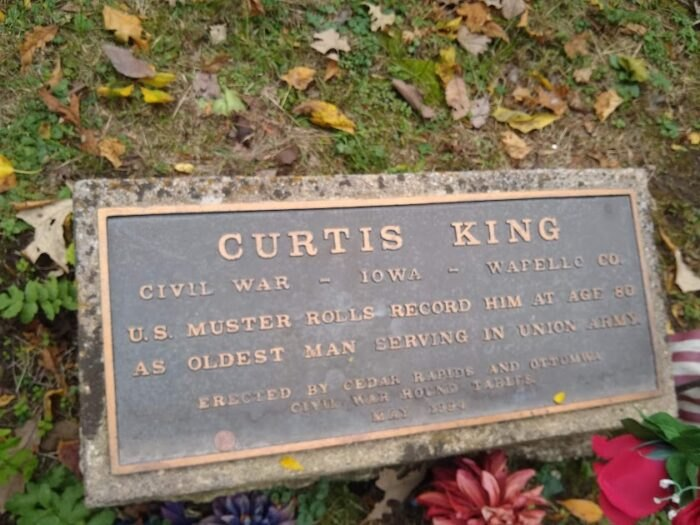 CURTIS KING
CIVIL WAR - IOWA - WAPELLO CO.
U.S. MUSTER ROLLS RECORD HIM AT AGE 80
AS OLDEST MAN SERVING IN UNION ARMY.
ERECTED BY CEDAR RAPIDS AND OTTUMWA
CIVIL WAR ROUND TABLES.
MAY